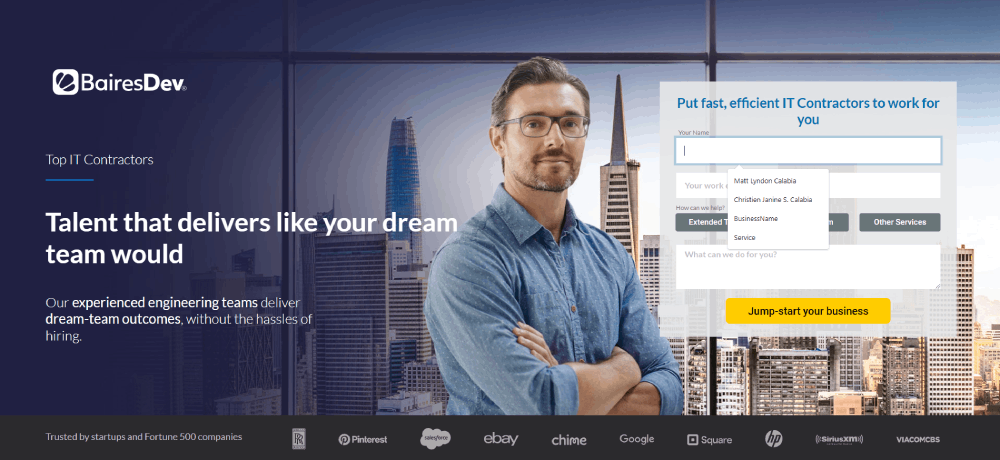 BairesDev®
Top IT Contractors
Talent that delivers like your dream
team would
Our experienced engineering teams deliver
dream-team outcomes, without the hassles of
hiring.
Put fast, efficient IT Contractors to work for
you
Your Name
Your work
Matt Lyndon Calabia
Christien Janine S. Calabia
BusinessName
Service
How can we help?
Extended T
m
Other Services
What can we do for you?
Jump-start your business
Trusted by startups and Fortune 500 companies
RR
Pinterest
salesforce
ebay
chime
Google
Square
hp
SiriusXM
VIACOMCBS